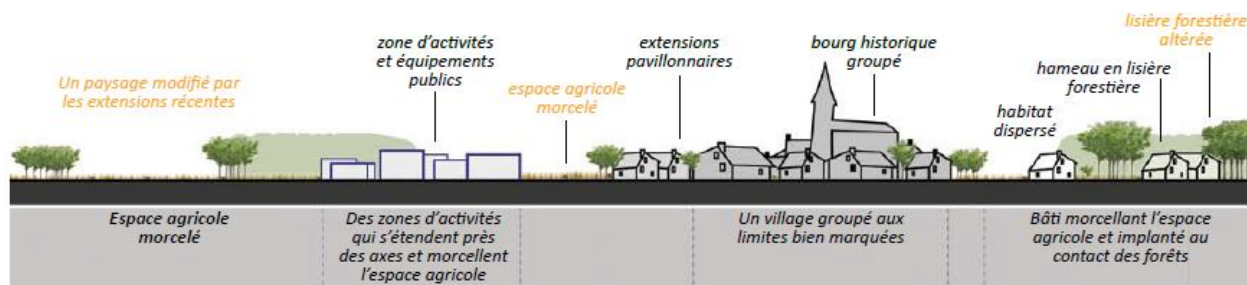 Un paysage modifié par
les extensions récentes
zone d'activités
et équipements
publics
espace agricole
morcelé
extensions
pavillonnaires
bourg historique
groupé
habitat
dispersé
hameau en lisière
forestière
lisière forestière
altérée
Espace agricole
morcelé
Des zones d'activités
qui s'étendent près
des axes et morcellent
l'espace agricole
Un village groupé aux
limites bien marquées
Bâti morcellant l'espace
agricole et implanté au
contact des forêts